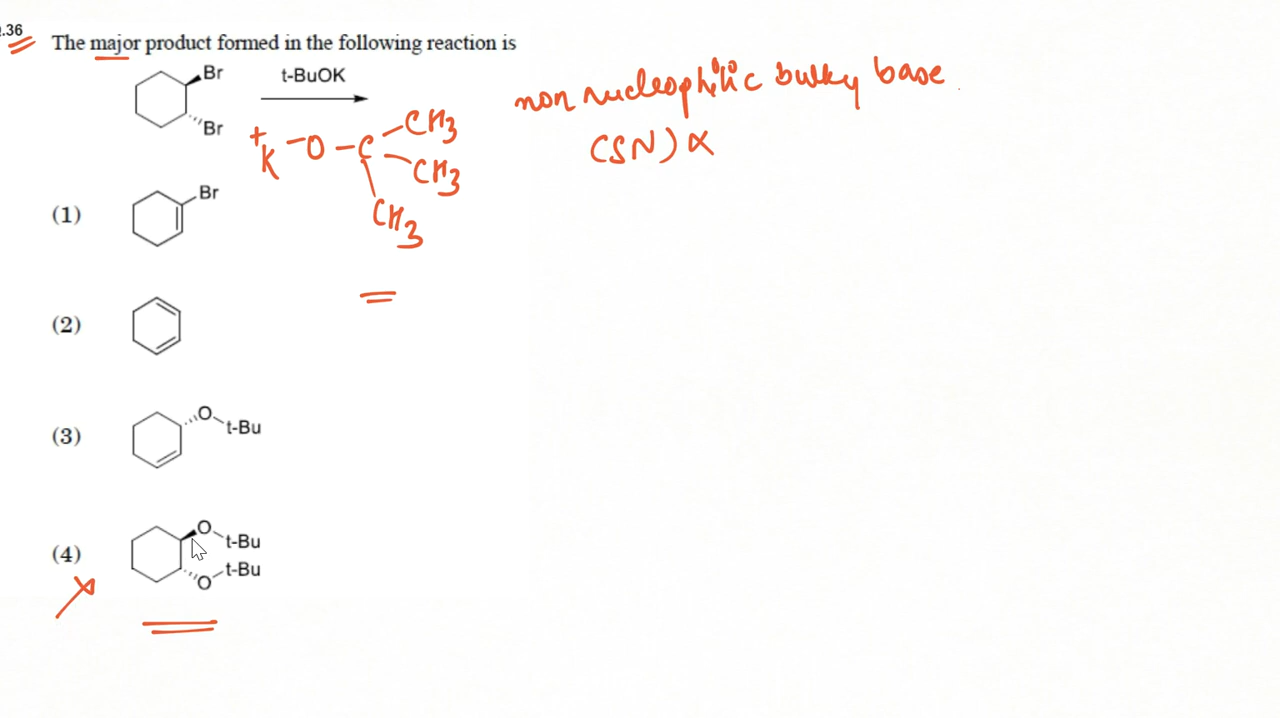 .36
The major product formed in the following reaction is
Br
t-BuOK
Br
non nucleophilic bulky base
(SN) ∝
K+ -O-C-CH3
CH3
CH3
(1)
Br
(2)
(3)
O
t-Bu
(4)
O
t-Bu
t-Bu
O